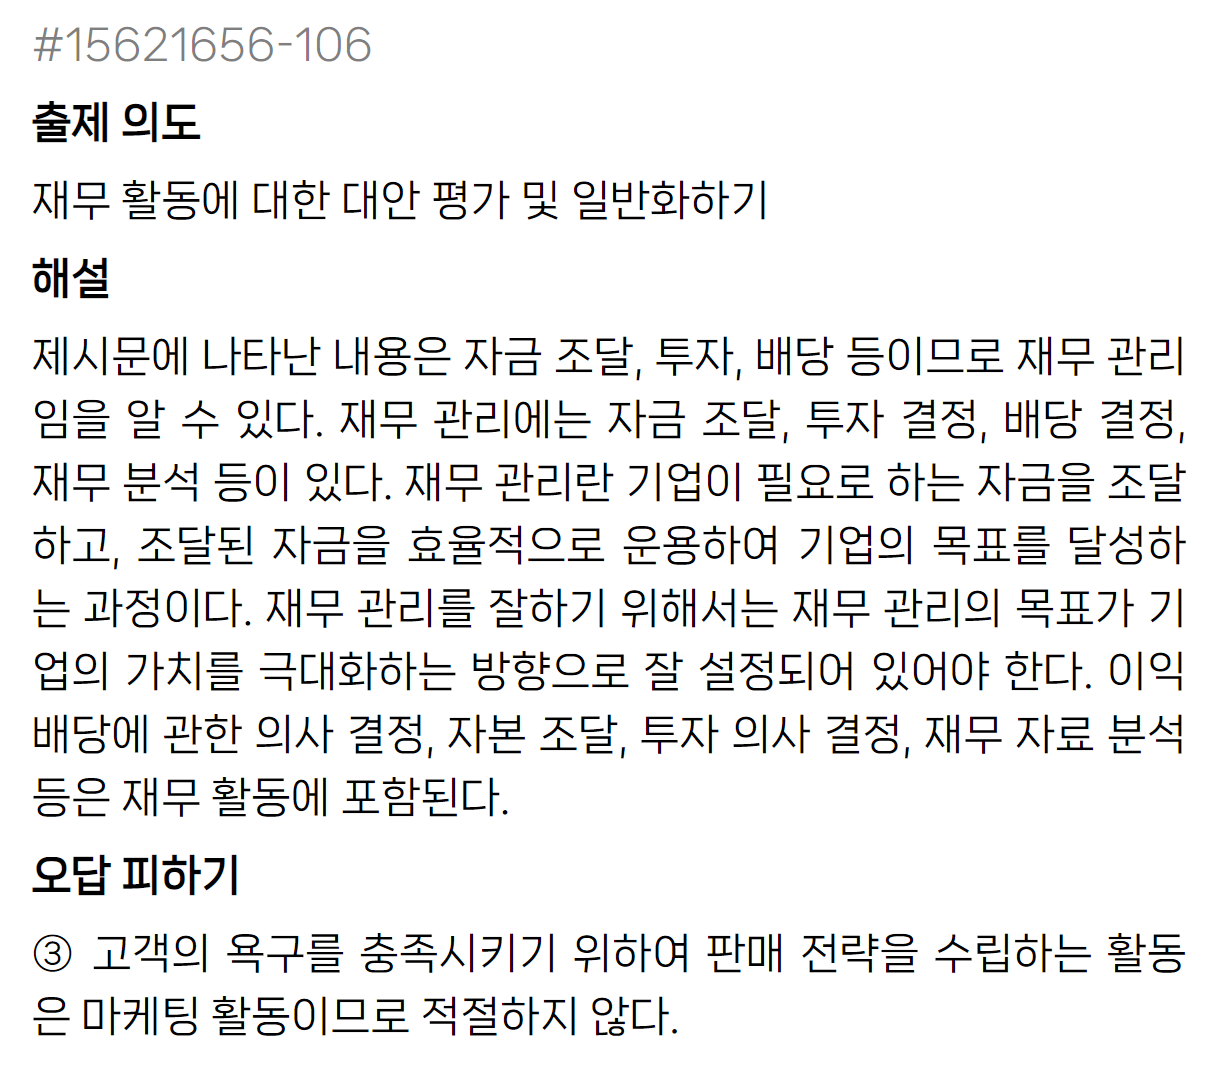 #15621656-106
출제 의도
재무 활동에 대한 대안 평가 및 일반화하기
해설
제시문에 나타난 내용은 자금 조달, 투자, 배당 등이므로 재무 관리
임을 알 수 있다. 재무 관리에는 자금 조달, 투자 결정, 배당 결정,
재무 분석 등이 있다. 재무 관리란 기업이 필요로 하는 자금을 조달
하고, 조달된 자금을 효율적으로 운용하여 기업의 목표를 달성하
는 과정이다. 재무 관리를 잘하기 위해서는 재무 관리의 목표가 기
업의 가치를 극대화하는 방향으로 잘 설정되어 있어야 한다. 이익
배당에 관한 의사 결정, 자본 조달, 투자 의사 결정, 재무 자료 분석
등은 재무 활동에 포함된다.
오답 피하기
③ 고객의 욕구를 충족시키기 위하여 판매 전략을 수립하는 활동
은 마케팅 활동이므로 적절하지 않다.